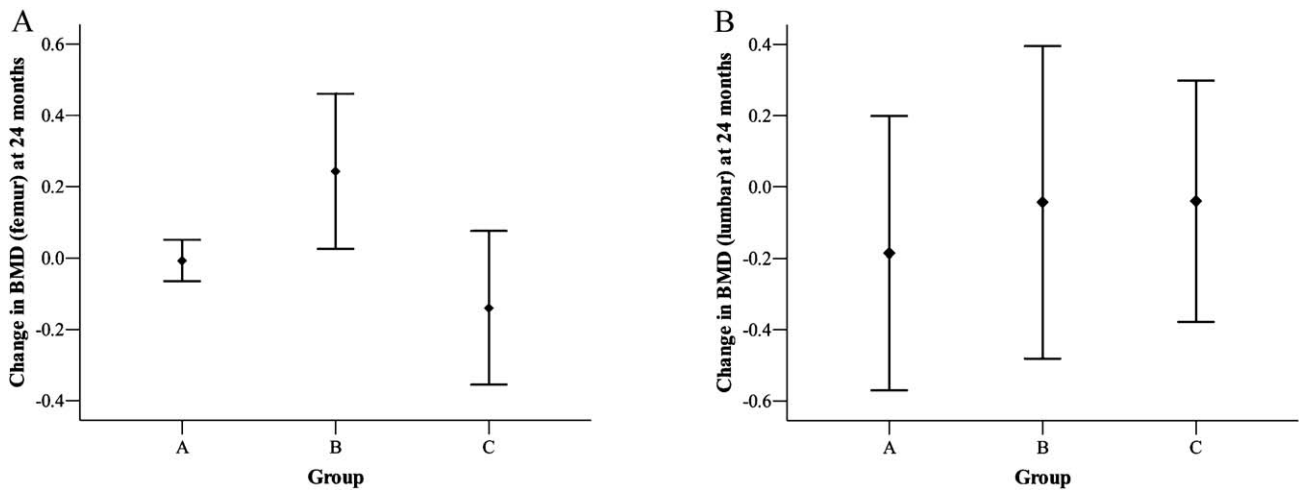 A
Change in BMD (femur) at 24 months
0.6
0.4
0.2
0.0
-0.2
-0.4
A B C
Group
B
Change in BMD (lumbar) at 24 months
0.4
0.2
0.0
-0.2
-0.4
-0.6
A B C
Group